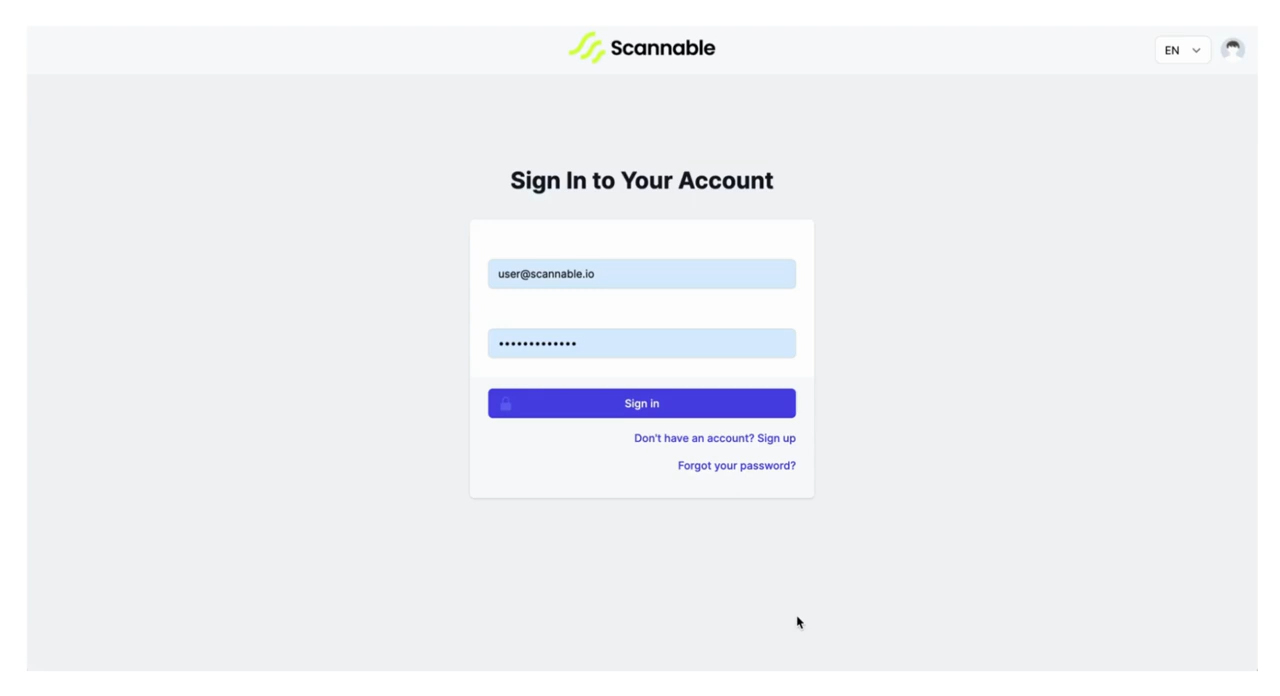 Scannable
EN
Sign In to Your Account
user@scannable.io
•••••••••••••
Sign in
Don't have an account? Sign up
Forgot your password?